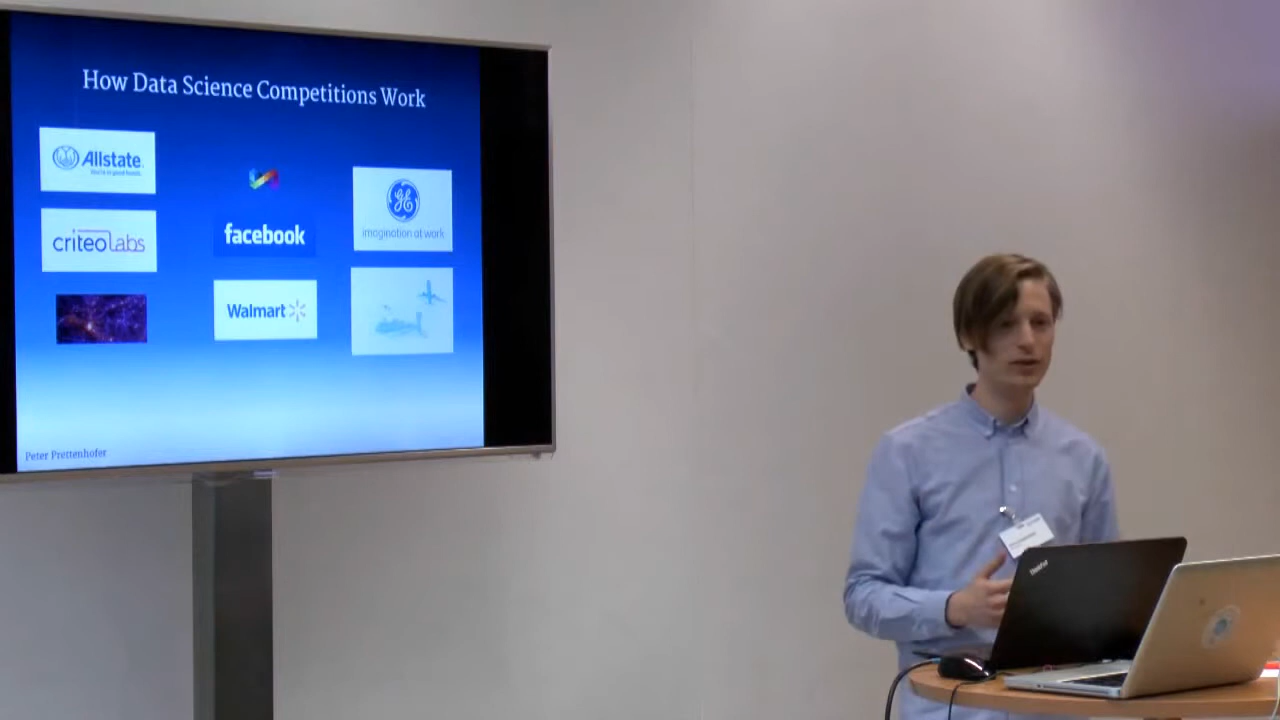 How Data Science Competitions Work
Allstate.
You're in good hands.
criteolabs
facebook
Walmart
GE
imagination at work
Peter Prettenhofer
ThinkPad